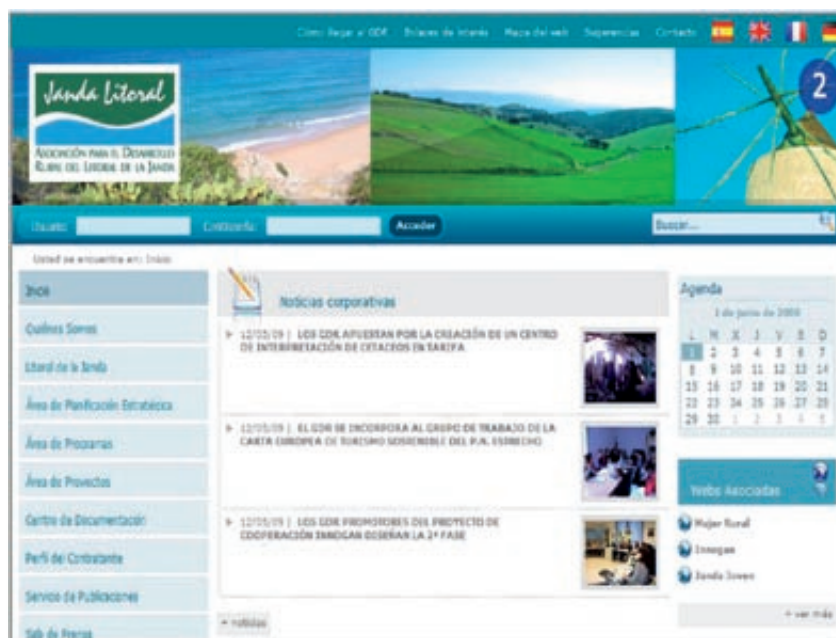 Cómo llegar al GDR Enlaces de interés Mapa del web Sugerencias Contacto
Janda Litoral
ASOCIACIÓN PARA EL DESARROLLO
RURAL DEL LITORAL DE LA JANDA
2
Usuario: Contraseña: Acceder Buscar...
Usted se encuentra en: Inicio
Inicio
Quiénes Somos
Litoral de la Janda
Área de Planificación Estratégica
Área de Programas
Área de Proyectos
Centro de Documentación
Perfil del Contratante
Servicio de Publicaciones
Sala de Prensa
Noticias corporativas
12/05/09 | LOS GDR APUESTAN POR LA CREACIÓN DE UN CENTRO
DE INTERPRETACIÓN DE CETACEOS EN TARIFA
12/05/09 | EL GDR SE INCORPORA AL GRUPO DE TRABAJO DE LA
CARTA EUROPEA DE TURISMO SOSTENIBLE DEL P.N. ESTRECHO
12/05/09 | LOS GDR PROMOTORES DEL PROYECTO DE
COOPERACIÓN INNOGAN DISEÑAN LA 2ª FASE
+ noticias
Agenda
1 de junio de 2009
L M X J V S D
1 2 3 4 5 6 7
8 9 10 11 12 13 14
15 16 17 18 19 20 21
22 23 24 25 26 27 28
29 30 1 2 3 4 5
Webs Asociadas
Mujer Rural
Innogan
Janda Joven
+ ver más